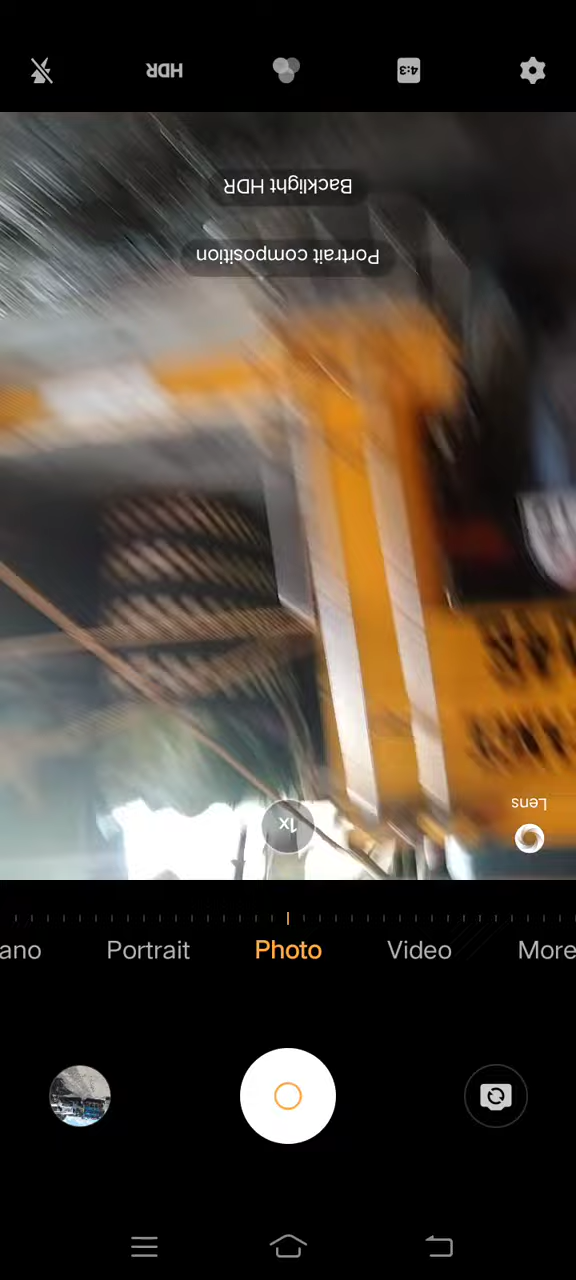 HDR
4:3
Backlight HDR
Portrait composition
1x
Lens
ano Portrait Photo Video More